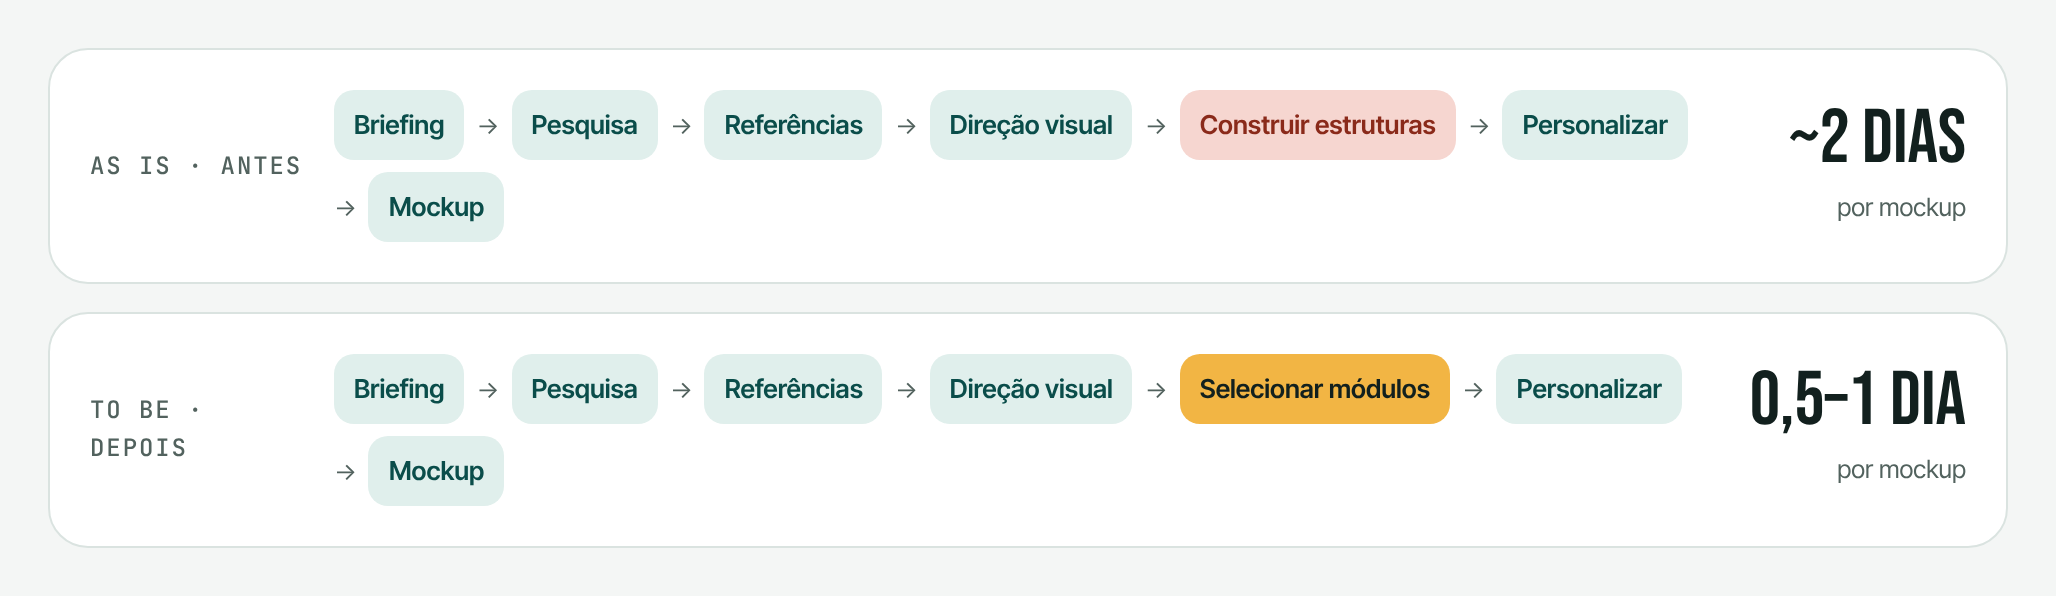 AS IS · ANTES
Briefing → Pesquisa → Referências → Direção visual → Construir estruturas → Personalizar
→ Mockup
~2 DIAS
por mockup
TO BE ·
DEPOIS
Briefing → Pesquisa → Referências → Direção visual → Selecionar módulos → Personalizar
→ Mockup
0,5–1 DIA
por mockup